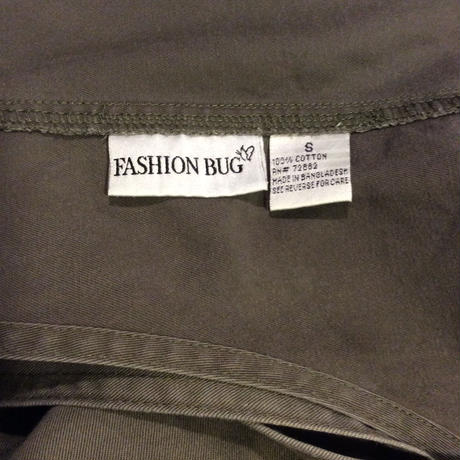 FASHION BUG
S
100% COTTON
RN# 72882
MADE IN BANGLADESH
SEE REVERSE FOR CARE